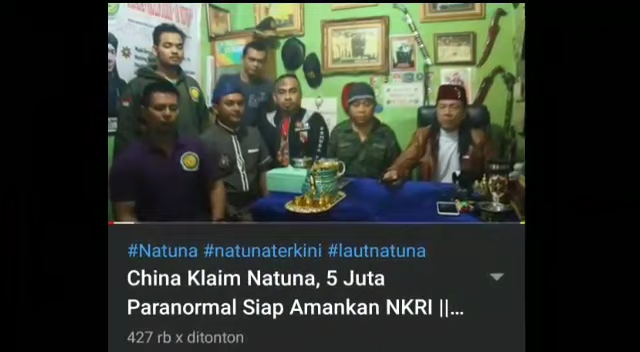 #Natuna #natunaterkini #lautnatuna
China Klaim Natuna, 5 Juta
Paranormal Siap Amankan NKRI ||...
427 rb x ditonton